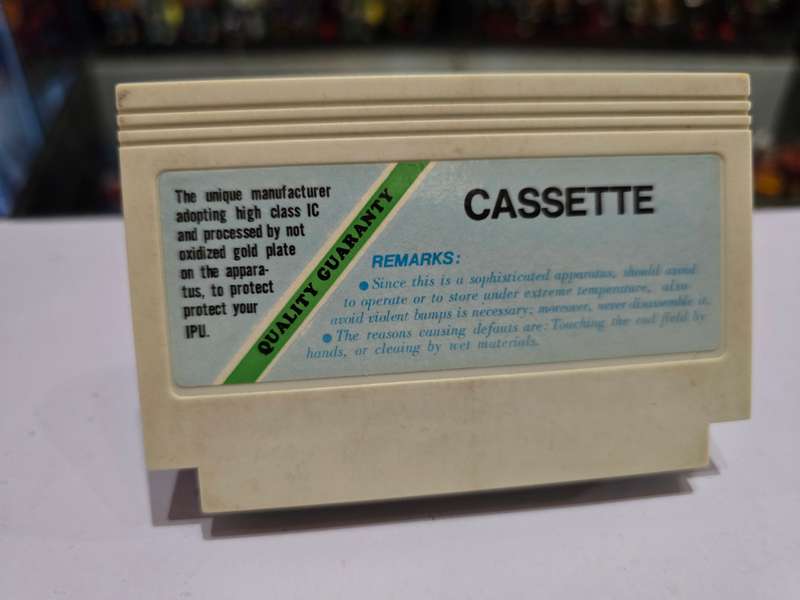 The unique manufacturer
adopting high class IC
and processed by not
oxidized gold plate
on the appara-
tus, to protect
protect your
IPU.
QUALITY GUARANTY
CASSETTE
REMARKS:
● Since this is a sophisticated apparatus, should avoid
to operate or to store under extreme temperature, also
avoid violent bumps is necessary; moreover, never disassemble it.
● The reasons causing defauts are: Touching the end field by
hands, or cleaing by wet materials.